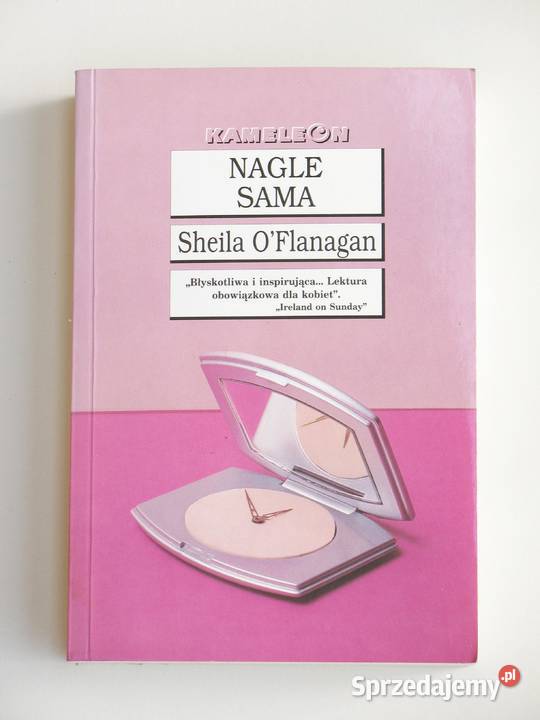 KAMELEON
NAGLE
SAMA
Sheila O'Flanagan
„Błyskotliwa i inspirująca... Lektura
obowiązkowa dla kobiet”.
„Ireland on Sunday”
Sprzedajemy.pl